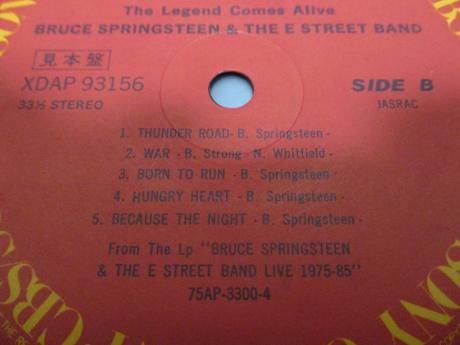 The Legend Comes Alive
BRUCE SPRINGSTEEN & THE E STREET BAND
見本盤
XDAP 93156
33⅓ STEREO
SIDE B
JASRAC
1. THUNDER ROAD - B. Springsteen -
2. WAR - B. Strong - N. Whitfield -
3. BORN TO RUN - B. Springsteen -
4. HUNGRY HEART - B. Springsteen -
5. BECAUSE THE NIGHT - B. Springsteen -
From The Lp "BRUCE SPRINGSTEEN
& THE E STREET BAND LIVE 1975-85"
75AP-3300-4
CBS
SONY